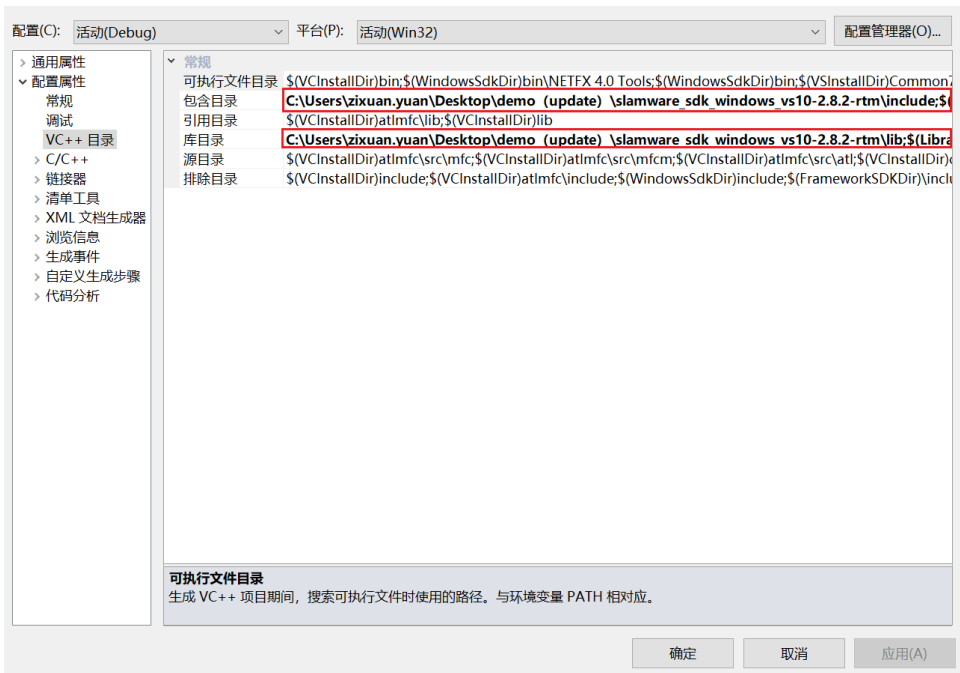 配置(C): 活动(Debug) 平台(P): 活动(Win32) 配置管理器(O)...
通用属性
配置属性
常规
调试
VC++ 目录
C/C++
链接器
清单工具
XML 文档生成器
浏览信息
生成事件
自定义生成步骤
代码分析
常规
可执行文件目录 $(VCInstallDir)bin;$(WindowsSdkDir)bin\NETFX 4.0 Tools;$(WindowsSdkDir)bin;$(VSInstallDir)Common7
包含目录 C:\Users\zixuan.yuan\Desktop\demo（update）\slamware_sdk_windows_vs10-2.8.2-rtm\include;$(
引用目录 $(VCInstallDir)atlmfc\lib;$(VCInstallDir)lib
库目录 C:\Users\zixuan.yuan\Desktop\demo（update）\slamware_sdk_windows_vs10-2.8.2-rtm\lib;$(Libra
源目录 $(VCInstallDir)atlmfc\src\mfc;$(VCInstallDir)atlmfc\src\mfcm;$(VCInstallDir)atlmfc\src\atl;$(VCInstallDir)c
排除目录 $(VCInstallDir)include;$(VCInstallDir)atlmfc\include;$(WindowsSdkDir)include;$(FrameworkSDKDir)\inclu
可执行文件目录
生成 VC++ 项目期间，搜索可执行文件时使用的路径。与环境变量 PATH 相对应。
确定 取消 应用(A)